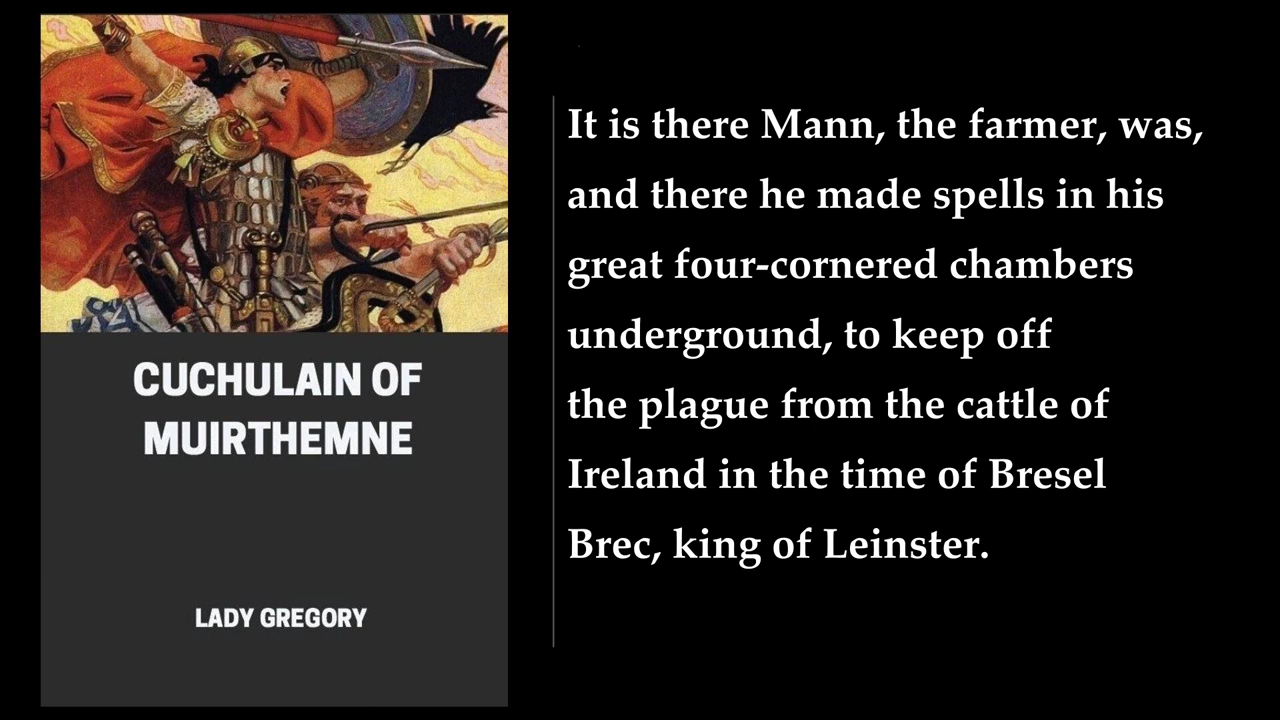 CUCHULAIN OF
MUIRTHEMNE
LADY GREGORY
It is there Mann, the farmer, was,
and there he made spells in his
great four-cornered chambers
underground, to keep off
the plague from the cattle of
Ireland in the time of Bresel
Brec, king of Leinster.